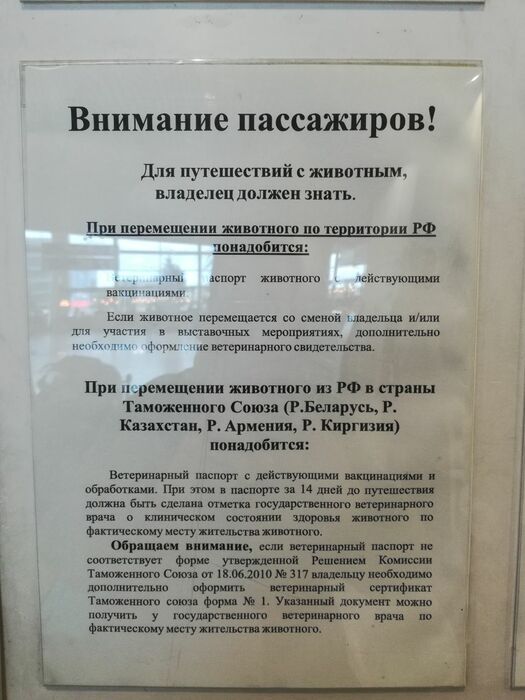 Внимание пассажиров!
Для путешествий с животным,
владелец должен знать.
При перемещении животного по территории РФ
понадобится:
Ветеринарный паспорт животного с действующими
вакцинациями
Если животное перемещается со сменой владельца и/или
для участия в выставочных мероприятиях, дополнительно
необходимо оформление ветеринарного свидетельства.
При перемещении животного из РФ в страны
Таможенного Союза (Р.Беларусь, Р.
Казахстан, Р. Армения, Р. Киргизия)
понадобится:
Ветеринарный паспорт с действующими вакцинациями и
обработками. При этом в паспорте за 14 дней до путешествия
должна быть сделана отметка государственного ветеринарного
врача о клиническом состоянии здоровья животного по
фактическому месту жительства животного.
Обращаем внимание, если ветеринарный паспорт не
соответствует форме утвержденной Решением Комиссии
Таможенного Союза от 18.06.2010 № 317 владельцу необходимо
дополнительно оформить ветеринарный сертификат
Таможенного союза форма № 1. Указанный документ можно
получить у государственного ветеринарного врача по
фактическому месту жительства животного.